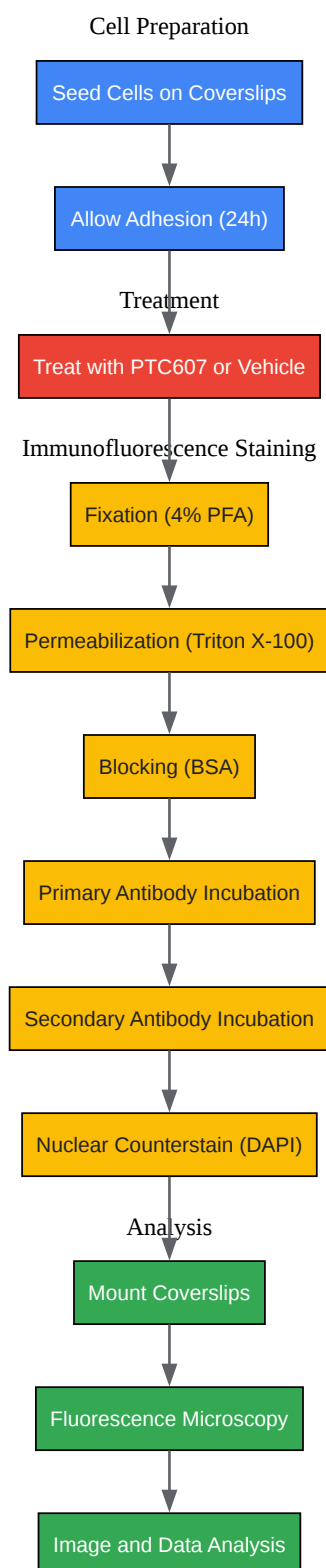 Cell Preparation
Seed Cells on Coverslips
Allow Adhesion (24h)
Treatment
Treat with PTC607 or Vehicle
Immunofluorescence Staining
Fixation (4% PFA)
Permeabilization (Triton X-100)
Blocking (BSA)
Primary Antibody Incubation
Secondary Antibody Incubation
Nuclear Counterstain (DAPI)
Analysis
Mount Coverslips
Fluorescence Microscopy
Image and Data Analysis